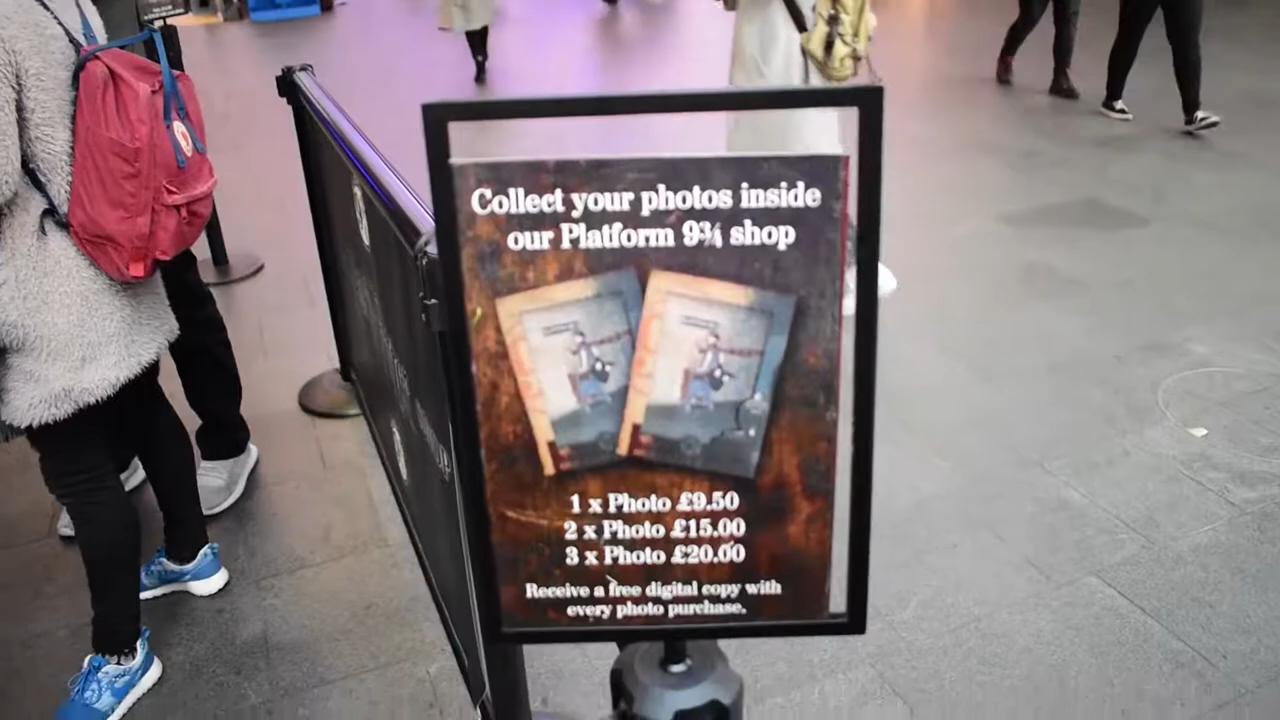 Collect your photos inside
our Platform 9¾ shop
1 x Photo £9.50
2 x Photo £15.00
3 x Photo £20.00
Receive a free digital copy with
every photo purchase.